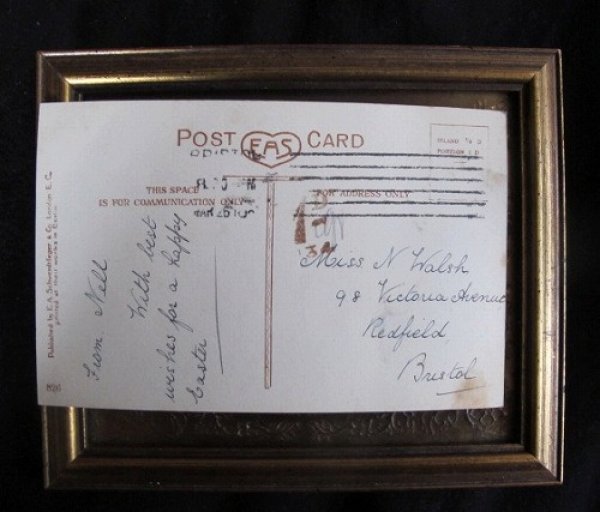 POST EAS CARD
BRISTOL
INLAND ½ D
FOREIGN 1 D
THIS SPACE
IS FOR COMMUNICATION ONLY
FOR ADDRESS ONLY
With best
wishes for a happy
Easter
From Nell
Miss N Walsh
98 Victoria Avenue
Redfield
Bristol
Published by E.A. Schwerdtfeger & Co. London E.C.